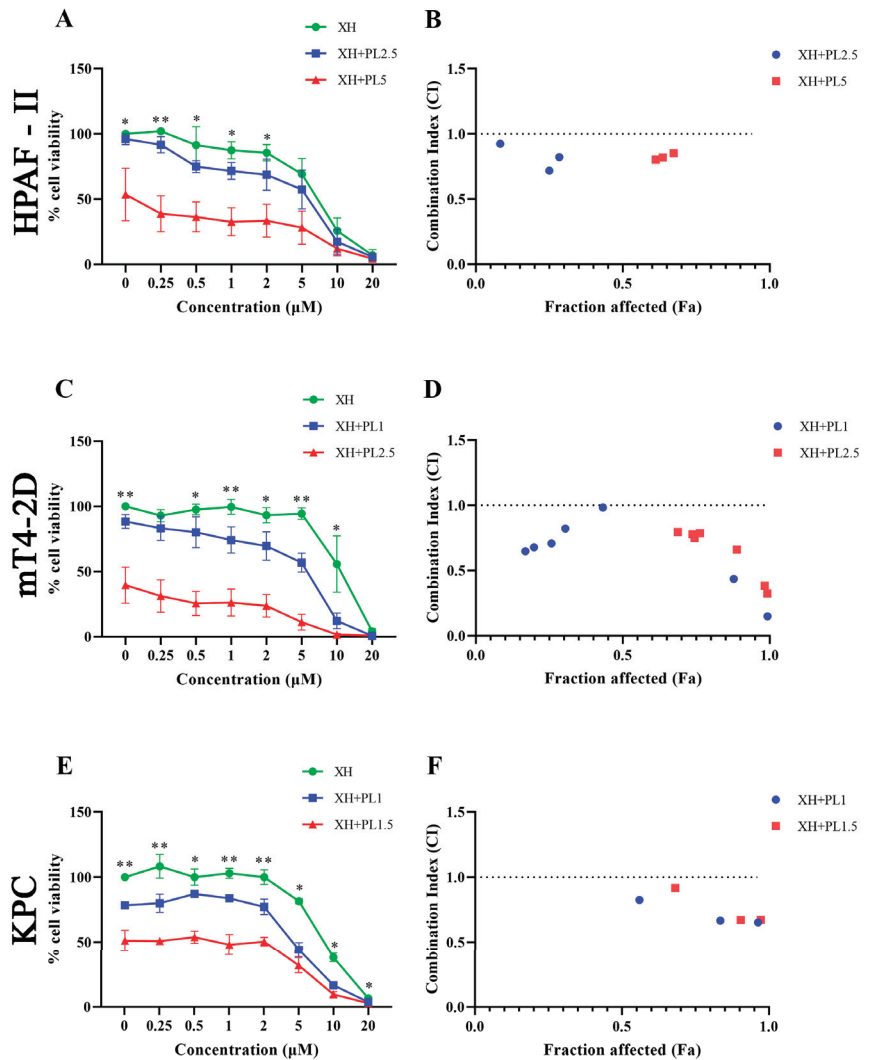 A
XH
XH+PL2.5
XH+PL5
HPAF - II
% cell viability
150
100
50
0
* ** * * *
0 0.25 0.5 1 2 5 10 20
Concentration (µM)
B
XH+PL2.5
XH+PL5
Combination Index (CI)
1.5
1.0
0.5
0.0
0.0 0.5 1.0
Fraction affected (Fa)
C
XH
XH+PL1
XH+PL2.5
mT4-2D
% cell viability
150
100
50
0
** * ** * ** *
0 0.25 0.5 1 2 5 10 20
Concentration (µM)
D
XH+PL1
XH+PL2.5
Combination Index (CI)
1.5
1.0
0.5
0.0
0.0 0.5 1.0
Fraction affected (Fa)
E
XH
XH+PL1
XH+PL1.5
KPC
% cell viability
150
100
50
0
** ** * ** ** * * *
0 0.25 0.5 1 2 5 10 20
Concentration (µM)
F
XH+PL1
XH+PL1.5
Combination Index (CI)
1.5
1.0
0.5
0.0
0.0 0.5 1.0
Fraction affected (Fa)